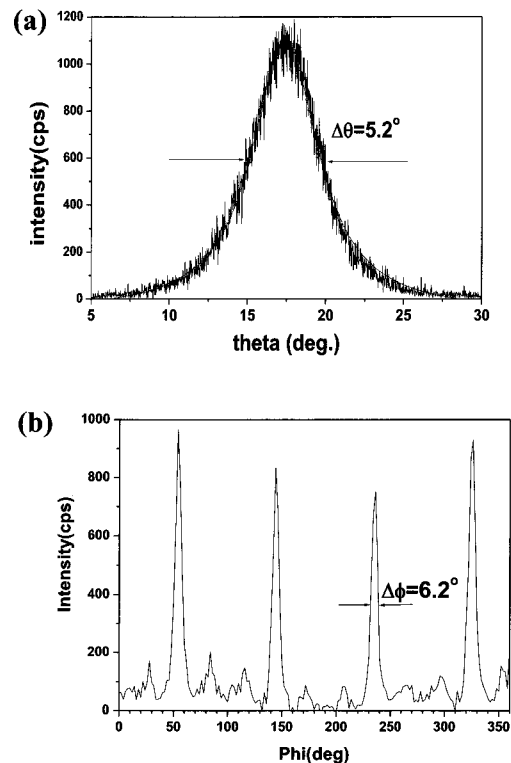 (a)
1200
1000
800
600
400
200
0
intensity(cps)
Δθ=5.2°
5 10 15 20 25 30
theta (deg.)
(b)
1000
800
600
400
200
0
Intensity(cps)
Δϕ=6.2°
0 50 100 150 200 250 300 350
Phi(deg)